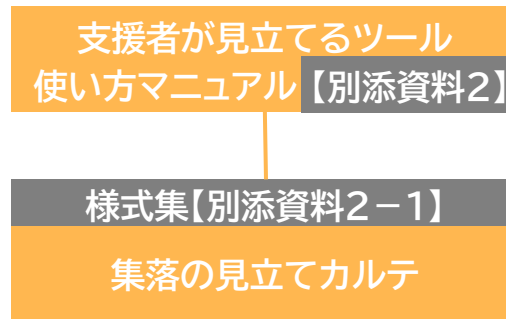 支援者が見立てるツール
使い方マニュアル【別添資料2】
様式集【別添資料2－1】
集落の見立てカルテ